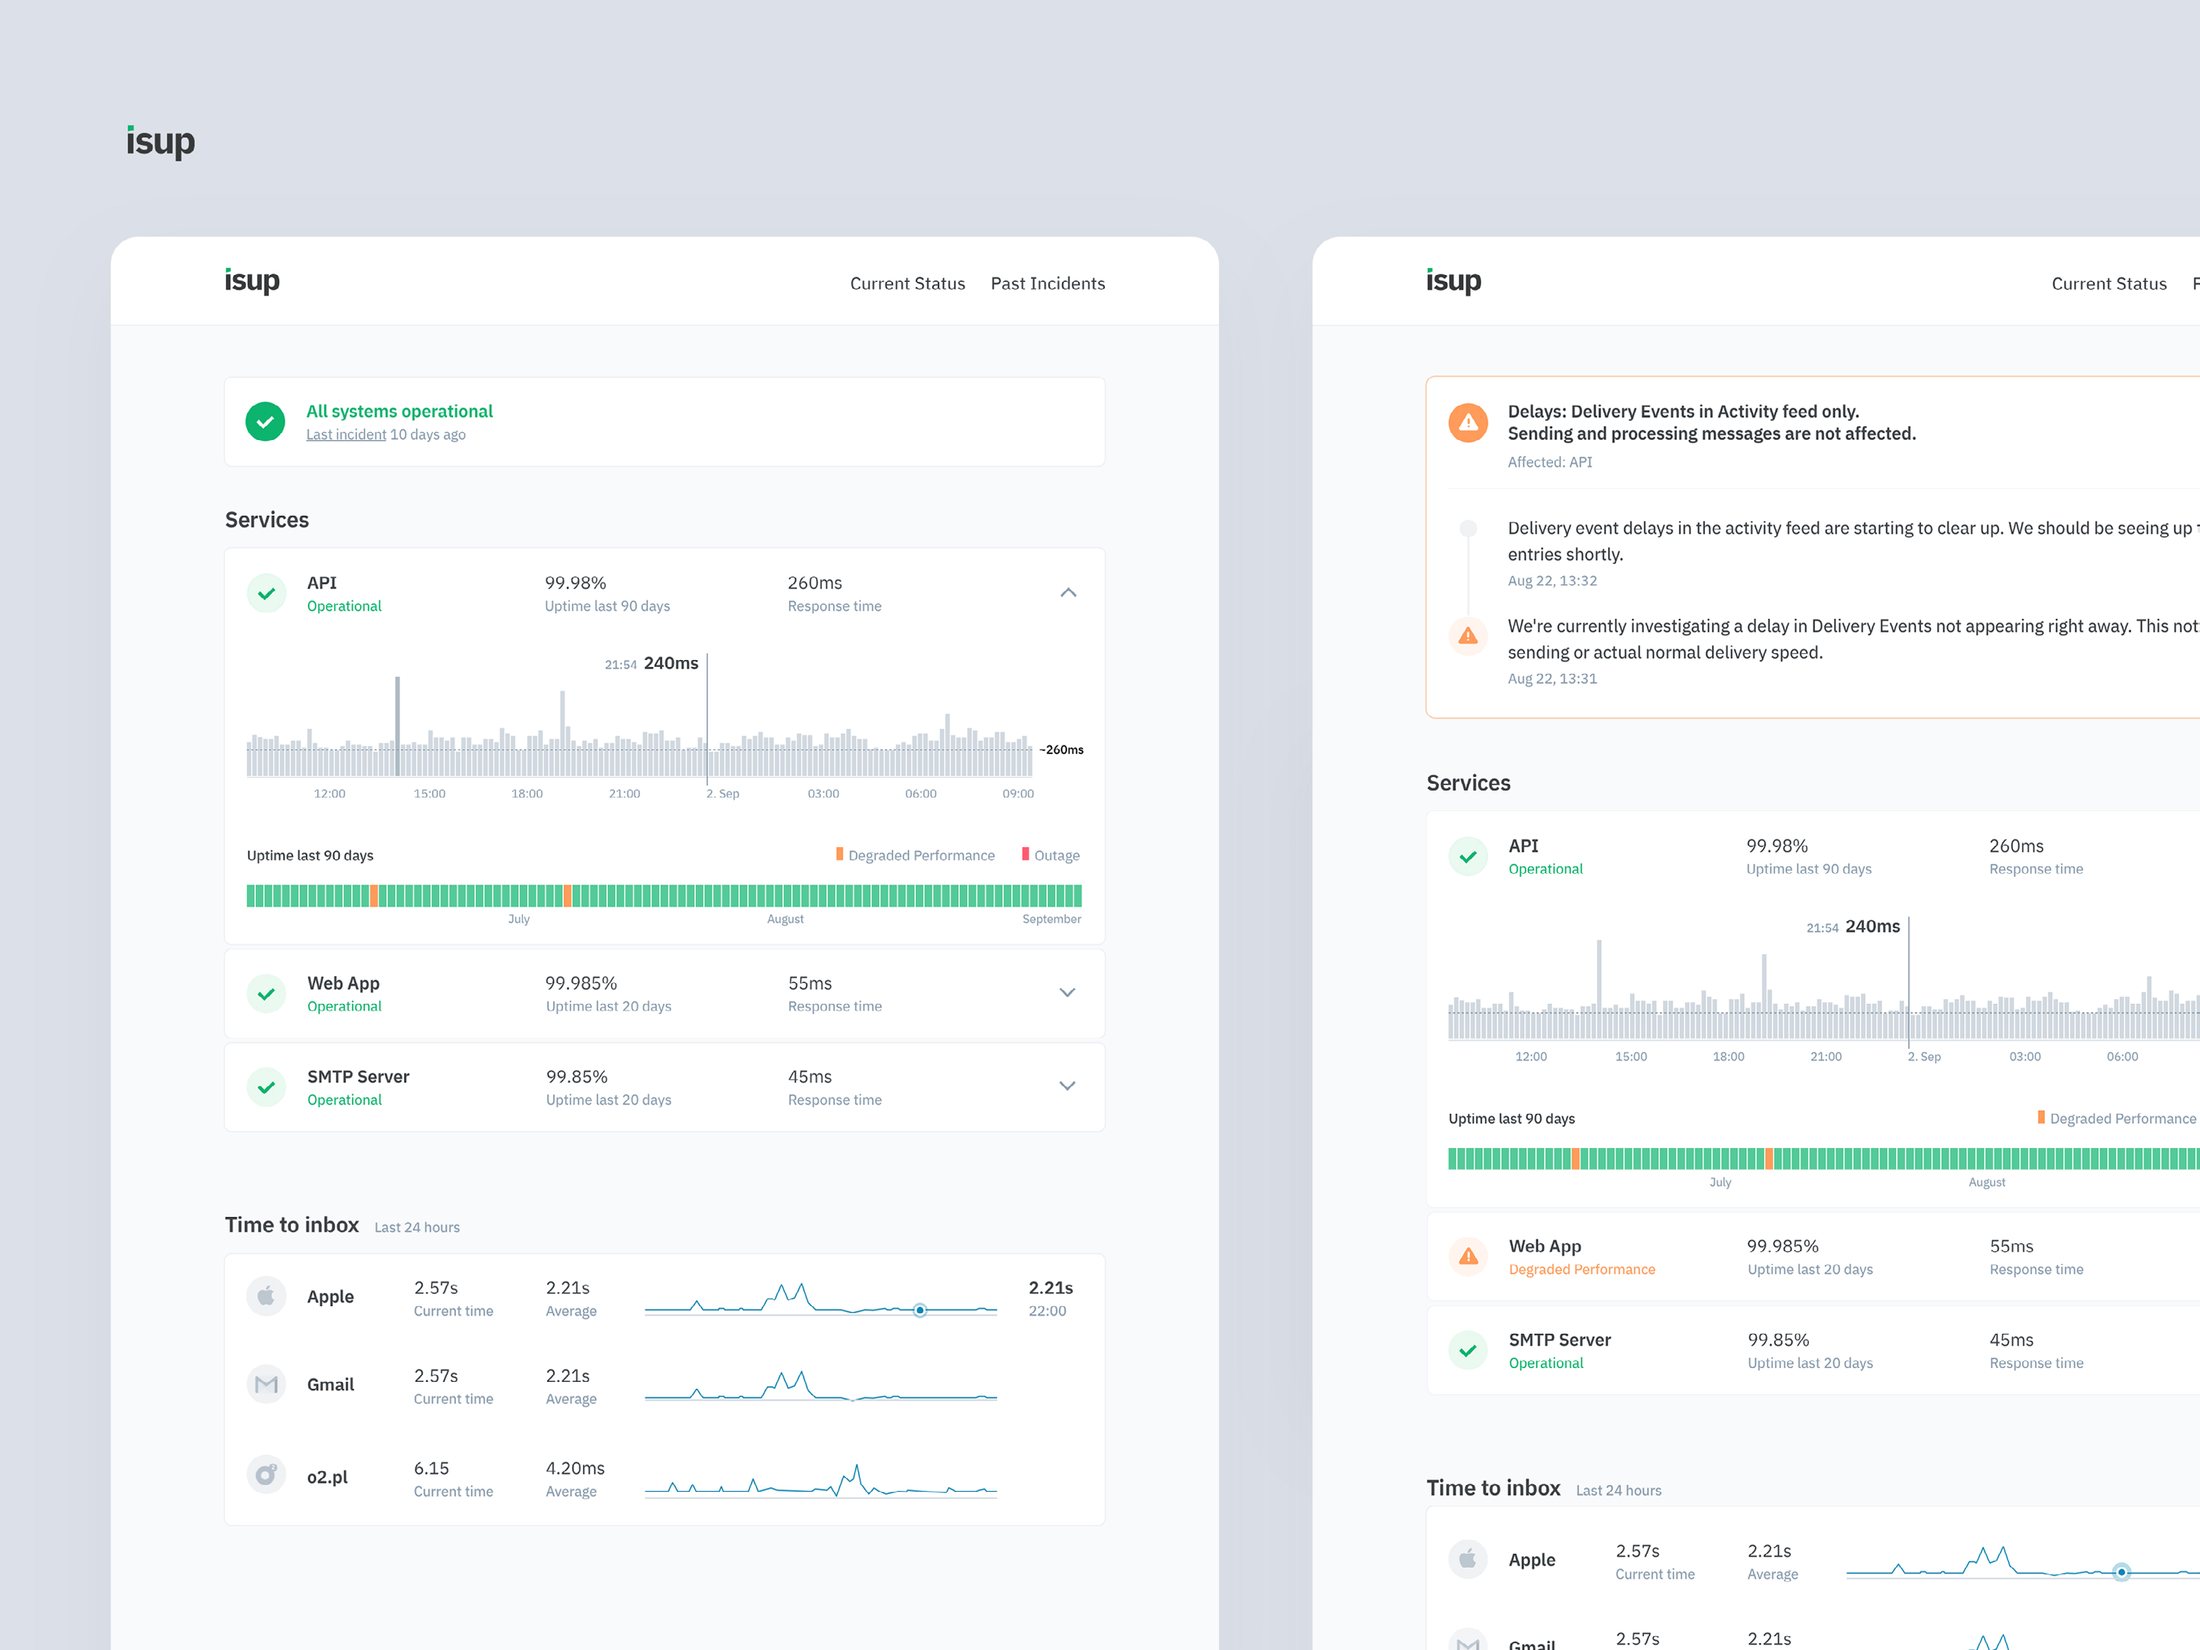 isup
isup
Current Status Past Incidents
All systems operational
Last incident 10 days ago
Services
API 99.98% 260ms
Operational Uptime last 90 days Response time
21:54 240ms
~260ms
12:00 15:00 18:00 21:00 2. Sep 03:00 06:00 09:00
Uptime last 90 days Degraded Performance Outage
July August September
Web App 99.985% 55ms
Operational Uptime last 20 days Response time
SMTP Server 99.85% 45ms
Operational Uptime last 20 days Response time
Time to inbox Last 24 hours
Apple 2.57s 2.21s 2.21s
Current time Average 22:00
Gmail 2.57s 2.21s
Current time Average
o2.pl 6.15 4.20ms
Current time Average
isup
Current Status
Delays: Delivery Events in Activity feed only.
Sending and processing messages are not affected.
Affected: API
Delivery event delays in the activity feed are starting to clear up. We should be seeing up
entries shortly.
Aug 22, 13:32
We're currently investigating a delay in Delivery Events not appearing right away. This
sending or actual normal delivery speed.
Aug 22, 13:31
Services
API 99.98% 260ms
Operational Uptime last 90 days Response time
21:54 240ms
12:00 15:00 18:00 21:00 2. Sep 03:00 06:00
Uptime last 90 days Degraded Performance
July August
Web App 99.985% 55ms
Degraded Performance Uptime last 20 days Response time
SMTP Server 99.85% 45ms
Operational Uptime last 20 days Response time
Time to inbox Last 24 hours
Apple 2.57s 2.21s
Current time Average
Gmail 2.57s 2.21s